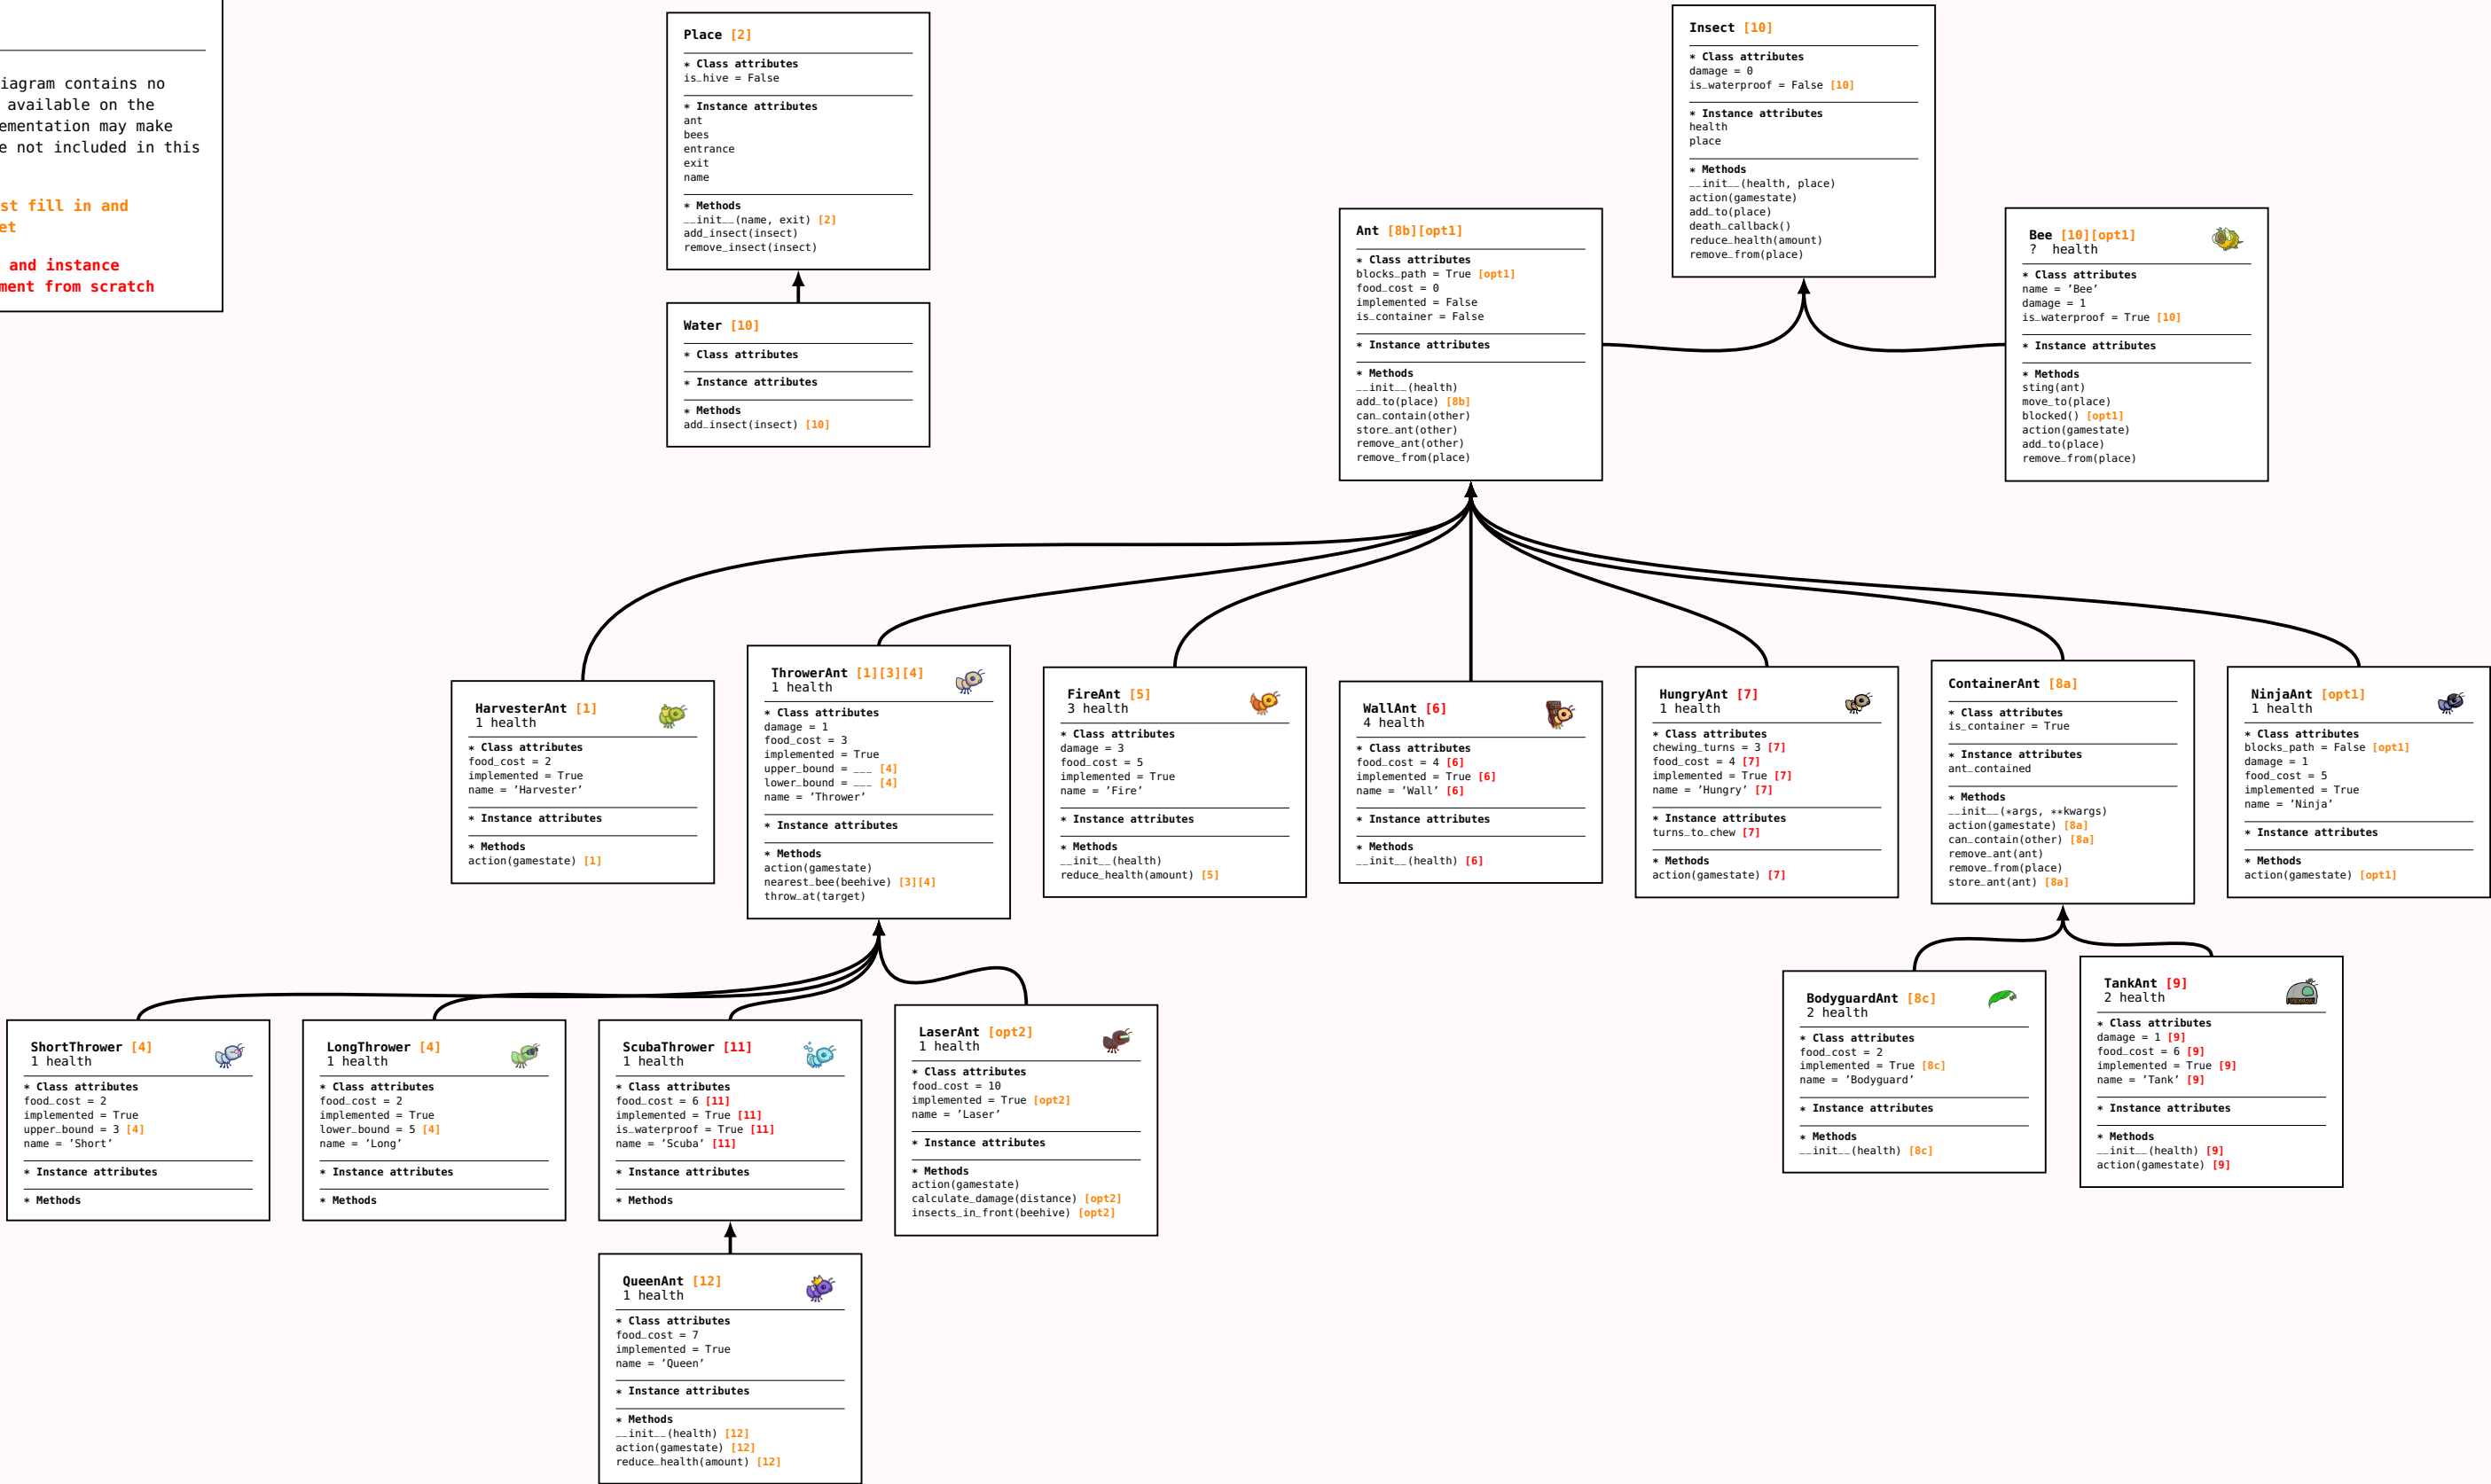 iagram contains no
available on the
ementation may make
e not included in this
st fill in and
et
and instance
ment from scratch
Place [2]
* Class attributes
is_hive = False
* Instance attributes
ant
bees
entrance
exit
name
* Methods
__init__(name, exit) [2]
add_insect(insect)
remove_insect(insect)
Water [10]
* Class attributes
* Instance attributes
* Methods
add_insect(insect) [10]
Insect [10]
* Class attributes
damage = 0
is_waterproof = False [10]
* Instance attributes
health
place
* Methods
__init__(health, place)
action(gamestate)
add_to(place)
death_callback()
reduce_health(amount)
remove_from(place)
Ant [8b][opt1]
* Class attributes
blocks_path = True [opt1]
food_cost = 0
implemented = False
is_container = False
* Instance attributes
* Methods
__init__(health)
add_to(place) [8b]
can_contain(other)
store_ant(other)
remove_ant(other)
remove_from(place)
Bee [10][opt1]
? health
* Class attributes
name = ’Bee’
damage = 1
is_waterproof = True [10]
* Instance attributes
* Methods
sting(ant)
move_to(place)
blocked() [opt1]
action(gamestate)
add_to(place)
remove_from(place)
HarvesterAnt [1]
1 health
* Class attributes
food_cost = 2
implemented = True
name = ’Harvester’
* Instance attributes
* Methods
action(gamestate) [1]
ThrowerAnt [1][3][4]
1 health
* Class attributes
damage = 1
food_cost = 3
implemented = True
upper_bound = ___ [4]
lower_bound = ___ [4]
name = ’Thrower’
* Instance attributes
* Methods
action(gamestate)
nearest_bee(beehive) [3][4]
throw_at(target)
FireAnt [5]
3 health
* Class attributes
damage = 3
food_cost = 5
implemented = True
name = ’Fire’
* Instance attributes
* Methods
__init__(health)
reduce_health(amount) [5]
WallAnt [6]
4 health
* Class attributes
food_cost = 4 [6]
implemented = True [6]
name = ’Wall’ [6]
* Instance attributes
* Methods
__init__(health) [6]
HungryAnt [7]
1 health
* Class attributes
chewing_turns = 3 [7]
food_cost = 4 [7]
implemented = True [7]
name = ’Hungry’ [7]
* Instance attributes
turns_to_chew [7]
* Methods
action(gamestate) [7]
ContainerAnt [8a]
* Class attributes
is_container = True
* Instance attributes
ant_contained
* Methods
__init__(*args, **kwargs)
action(gamestate) [8a]
can_contain(other) [8a]
remove_ant(ant)
remove_from(place)
store_ant(ant) [8a]
NinjaAnt [opt1]
1 health
* Class attributes
blocks_path = False [opt1]
damage = 1
food_cost = 5
implemented = True
name = ’Ninja’
* Instance attributes
* Methods
action(gamestate) [opt1]
ShortThrower [4]
1 health
* Class attributes
food_cost = 2
implemented = True
upper_bound = 3 [4]
name = ’Short’
* Instance attributes
* Methods
LongThrower [4]
1 health
* Class attributes
food_cost = 2
implemented = True
lower_bound = 5 [4]
name = ’Long’
* Instance attributes
* Methods
ScubaThrower [11]
1 health
* Class attributes
food_cost = 6 [11]
implemented = True [11]
is_waterproof = True [11]
name = ’Scuba’ [11]
* Instance attributes
* Methods
LaserAnt [opt2]
1 health
* Class attributes
food_cost = 10
implemented = True [opt2]
name = ’Laser’
* Instance attributes
* Methods
action(gamestate)
calculate_damage(distance) [opt2]
insects_in_front(beehive) [opt2]
BodyguardAnt [8c]
2 health
* Class attributes
food_cost = 2
implemented = True [8c]
name = ’Bodyguard’
* Instance attributes
* Methods
__init__(health) [8c]
TankAnt [9]
2 health
* Class attributes
damage = 1 [9]
food_cost = 6 [9]
implemented = True [9]
name = ’Tank’ [9]
* Instance attributes
* Methods
__init__(health) [9]
action(gamestate) [9]
QueenAnt [12]
1 health
* Class attributes
food_cost = 7
implemented = True
name = ’Queen’
* Instance attributes
* Methods
__init__(health) [12]
action(gamestate) [12]
reduce_health(amount) [12]